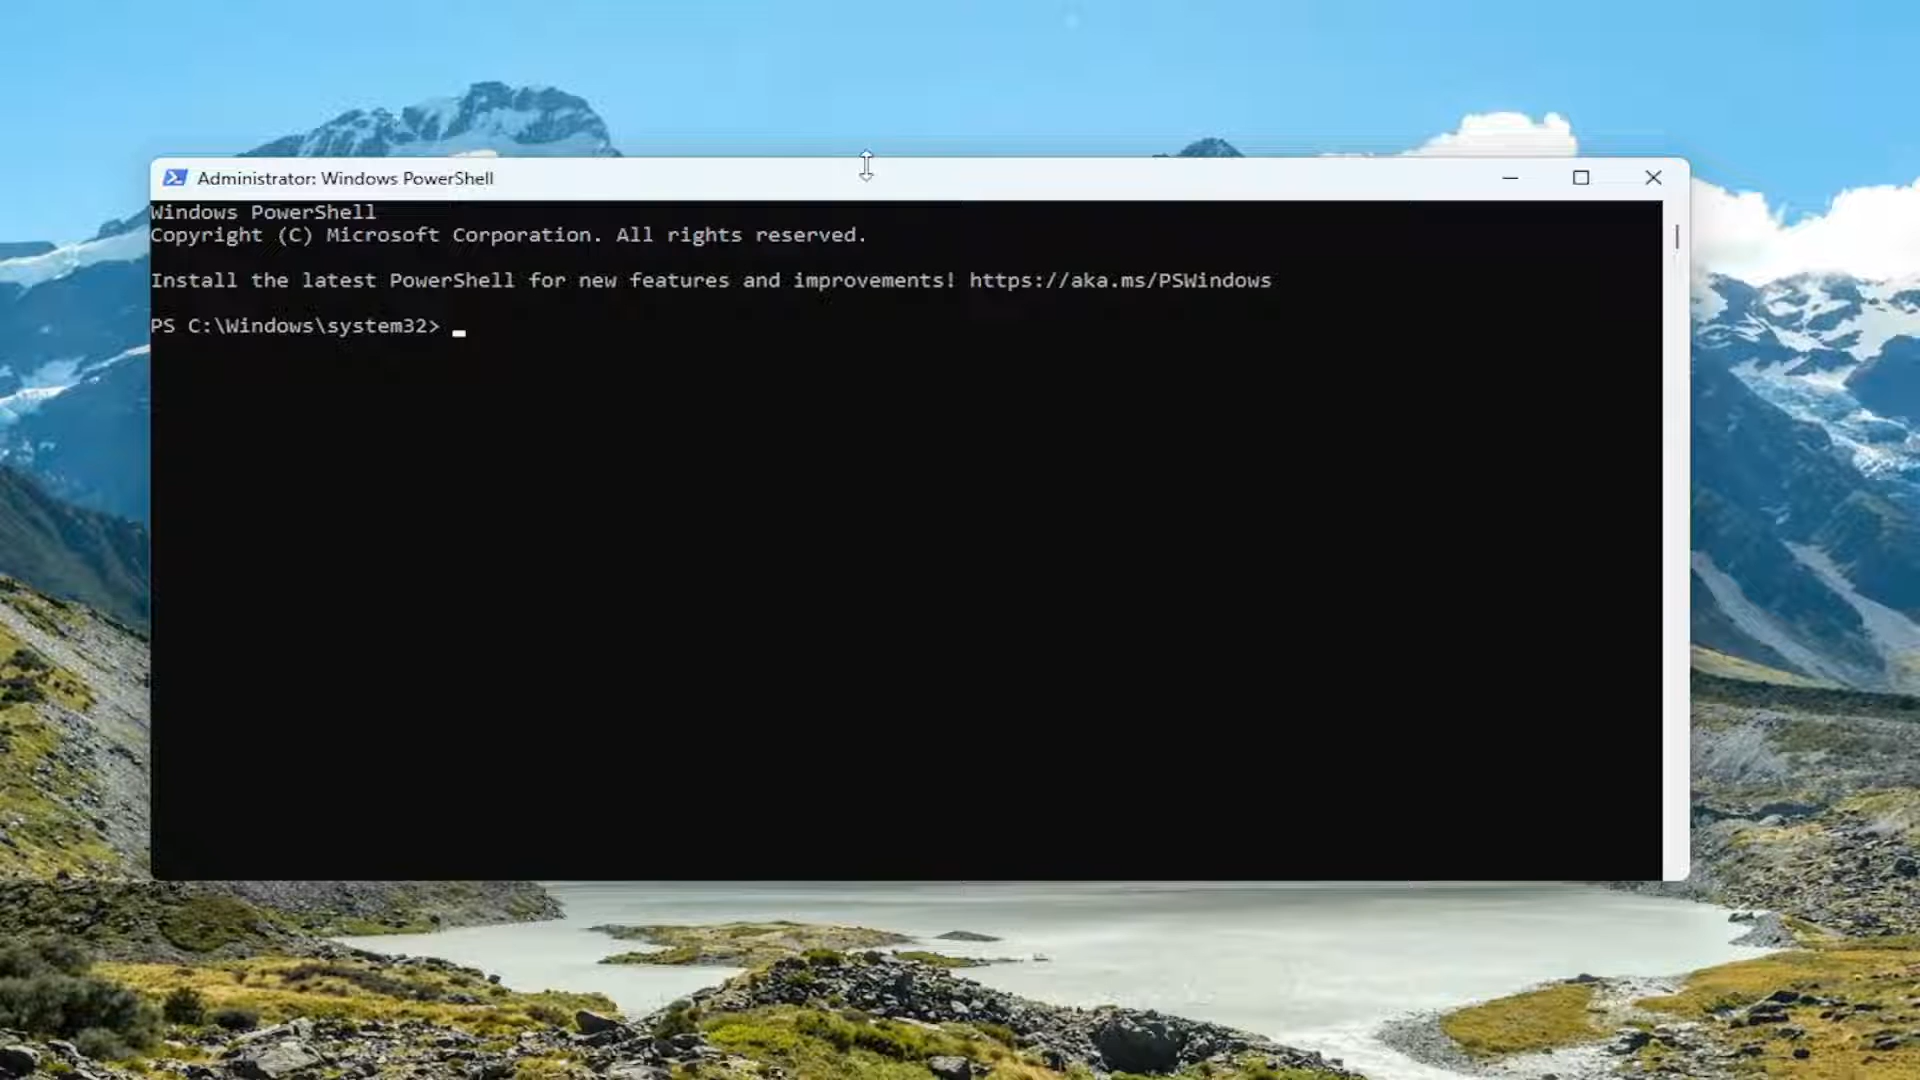 Administrator: Windows PowerShell
Windows PowerShell
Copyright (C) Microsoft Corporation. All rights reserved.
Install the latest PowerShell for new features and improvements! https://aka.ms/PSWindows
PS C:\Windows\system32>